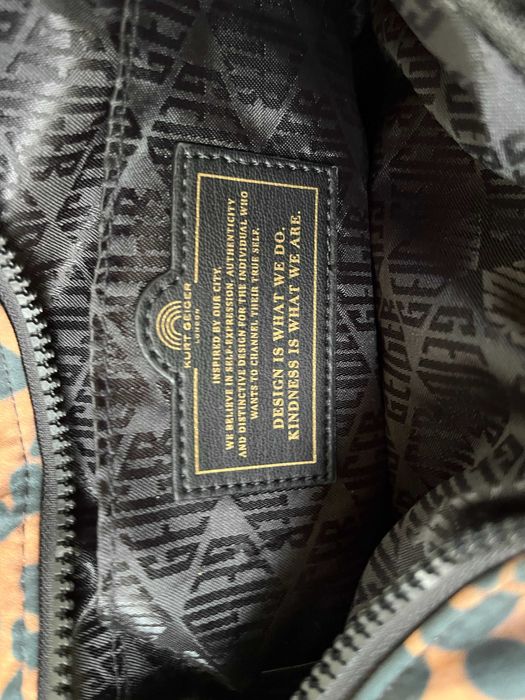 KURT GEIGER
LONDON
INSPIRED BY OUR CITY.
WE BELIEVE IN SELF-EXPRESSION, AUTHENTICITY
AND DISTINCTIVE DESIGN FOR THE INDIVIDUAL WHO
WANTS TO CHANNEL THEIR TRUE SELF.
DESIGN IS WHAT WE DO.
KINDNESS IS WHAT WE ARE.